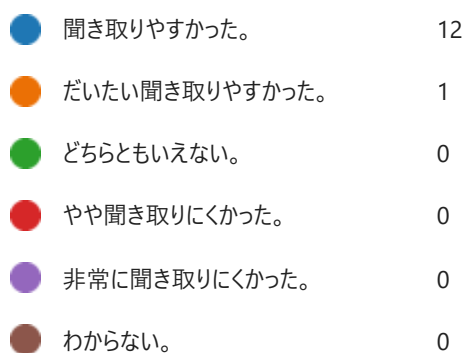 聞き取りやすかった。 12
だいたい聞き取りやすかった。 1
どちらともいえない。 0
やや聞き取りにくかった。 0
非常に聞き取りにくかった。 0
わからない。 0